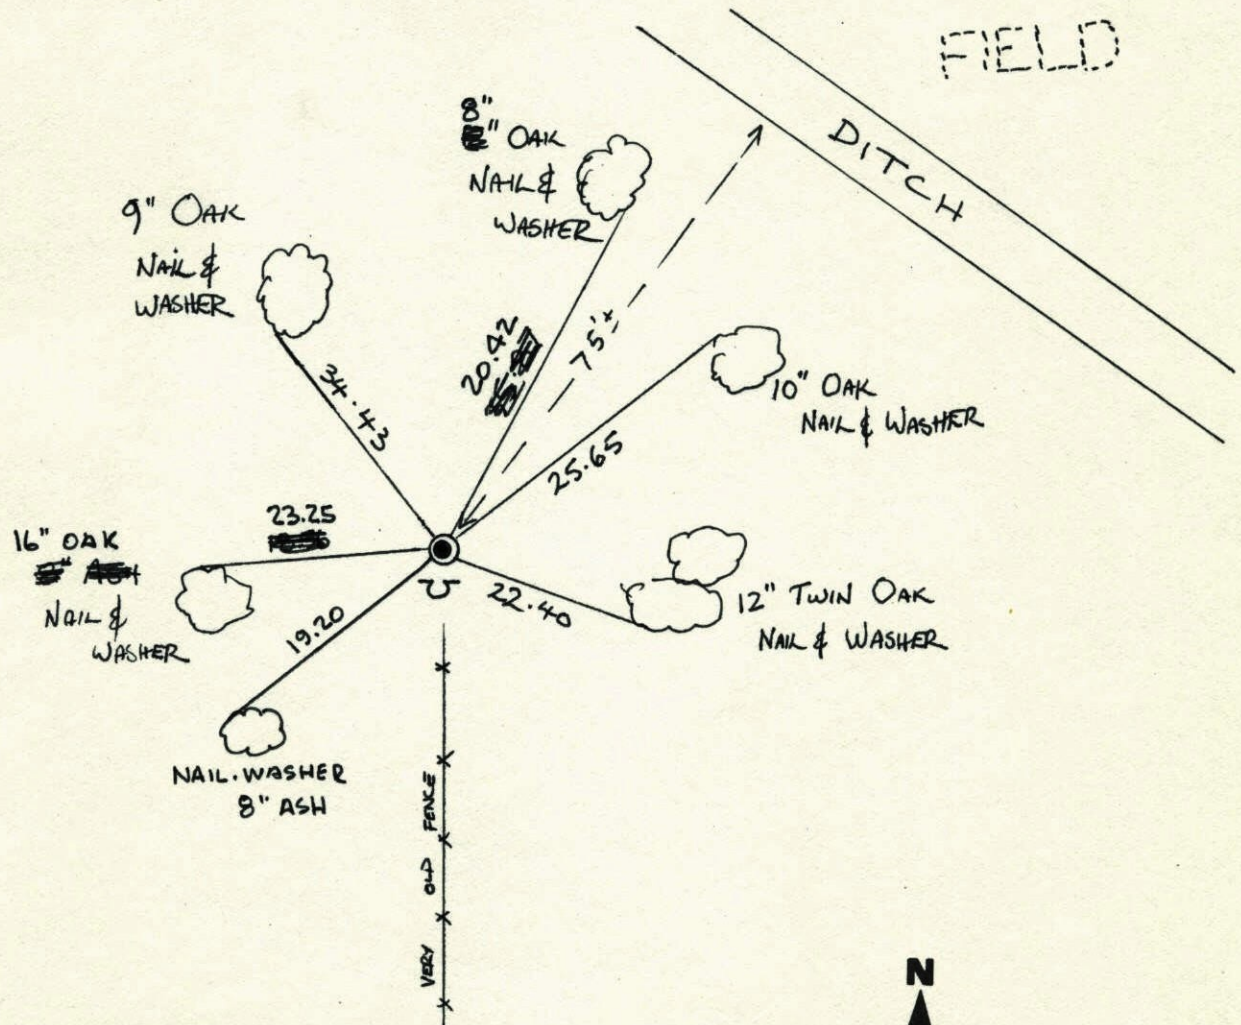 FIELD
DITCH
8"
" OAK
NAIL &
WASHER
9" OAK
NAIL &
WASHER
20.42
75'±
34.43
10" OAK
NAIL & WASHER
25.65
23.25
16" OAK
NAIL &
WASHER
22.40
12" TWIN OAK
NAIL & WASHER
19.20
NAIL. WASHER
8" ASH
VERY OLD FENCE
N